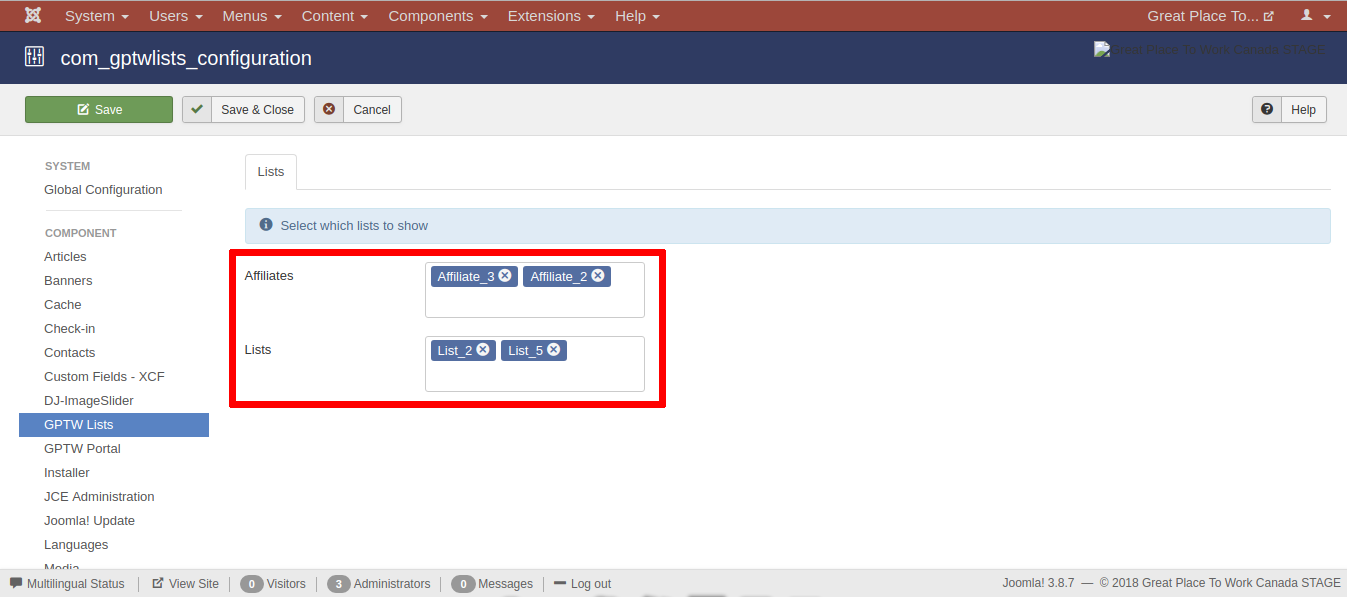 System Users Menus Content Components Extensions Help Great Place To...
com_gptwlists_configuration Great Place To Work Canada STAGE
Save Save & Close Cancel Help
SYSTEM
Global Configuration
COMPONENT
Articles
Banners
Cache
Check-in
Contacts
Custom Fields - XCF
DJ-ImageSlider
GPTW Lists
GPTW Portal
Installer
JCE Administration
Joomla! Update
Languages
Media
Lists
Select which lists to show
Affiliates Affiliate_3 Affiliate_2
Lists List_2 List_5
Multilingual Status View Site 0 Visitors 3 Administrators 0 Messages Log out Joomla! 3.8.7 — © 2018 Great Place To Work Canada STAGE